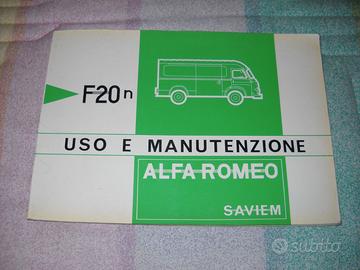 F20n
USO E MANUTENZIONE
ALFA ROMEO
SAVIEM
subito